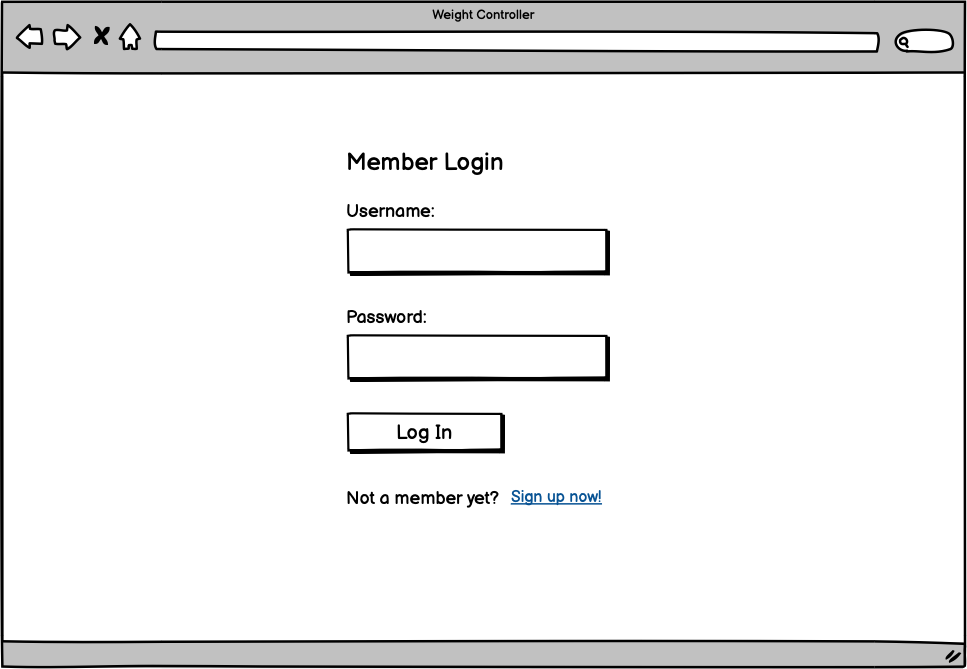 Weight Controller
Member Login
Username:
Password:
Log In
Not a member yet? Sign up now!